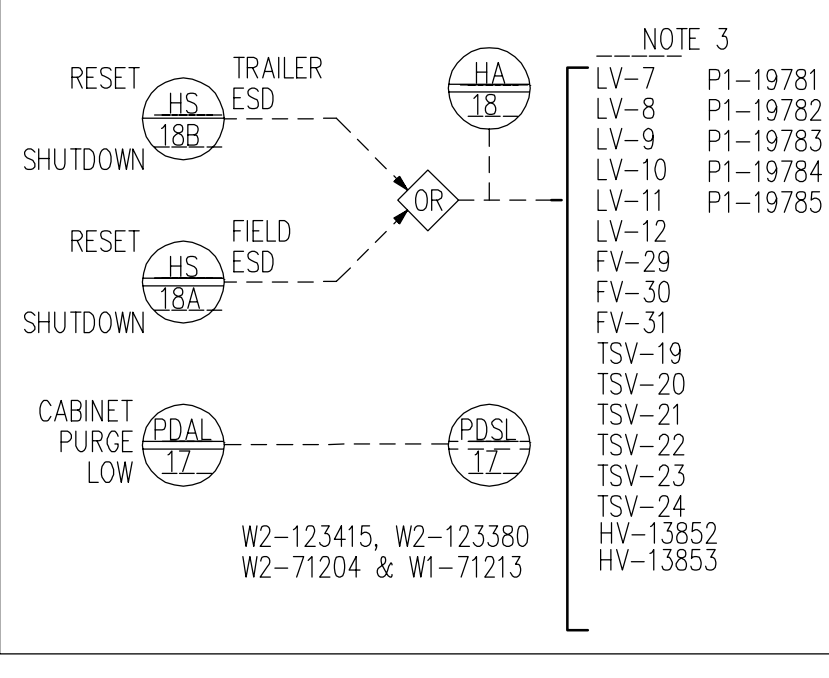 NOTE 3
RESET
TRAILER
ESD
HS
18B
SHUTDOWN
HA
18
OR
RESET
FIELD
ESD
HS
18A
SHUTDOWN
CABINET
PURGE
LOW
PDAL
17
PDSL
17
W2-123415, W2-123380
W2-71204 & W1-71213
LV-7 P1-19781
LV-8 P1-19782
LV-9 P1-19783
LV-10 P1-19784
LV-11 P1-19785
LV-12
FV-29
FV-30
FV-31
TSV-19
TSV-20
TSV-21
TSV-22
TSV-23
TSV-24
HV-13852
HV-13853